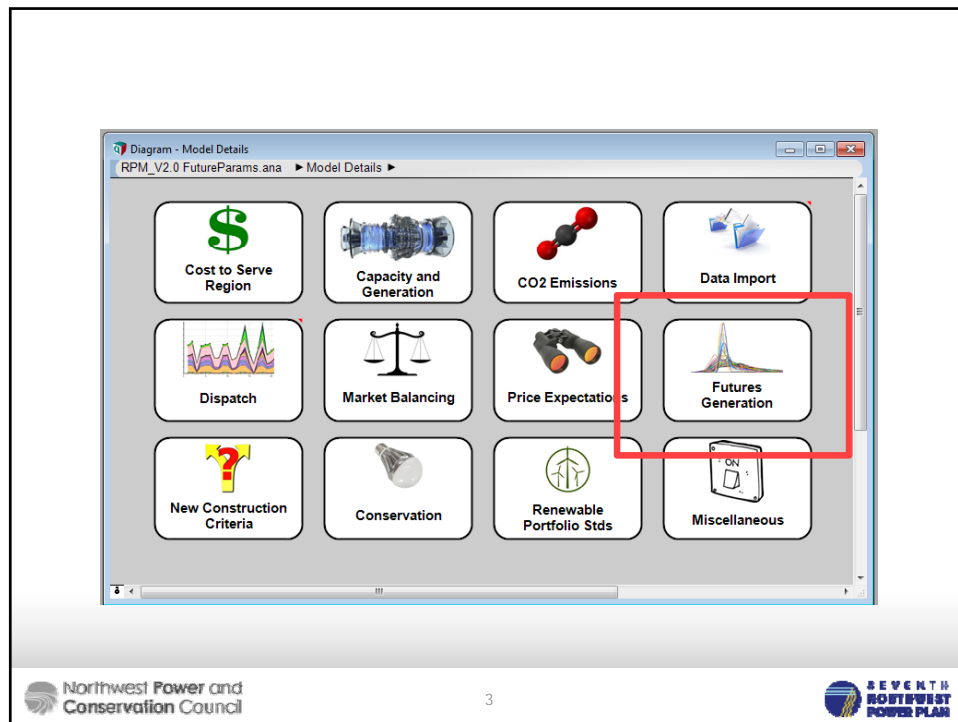 Diagram - Model Details
RPM_V2.0 FutureParams.ana ►Model Details ►
Cost to Serve
Region
Capacity and
Generation
CO2 Emissions
Data Import
Dispatch
Market Balancing
Price Expectations
Futures
Generation
New Construction
Criteria
Conservation
Renewable
Portfolio Stds
ON
Miscellaneous
Northwest Power and
Conservation Council
3
SEVENTH
NORTHWEST
POWER PLAN